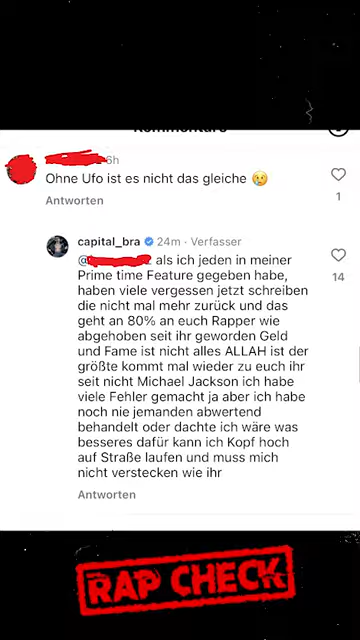 Kommentare
6h
Ohne Ufo ist es nicht das gleiche 😢
Antworten
1
capital_bra 24m · Verfasser
@ als ich jeden in meiner
Prime time Feature gegeben habe,
haben viele vergessen jetzt schreiben
die nicht mal mehr zurück und das
geht an 80% an euch Rapper wie
abgehoben seit ihr geworden Geld
und Fame ist nicht alles ALLAH ist der
größte kommt mal wieder zu euch ihr
seit nicht Michael Jackson ich habe
viele Fehler gemacht ja aber ich habe
noch nie jemanden abwertend
behandelt oder dachte ich wäre was
besseres dafür kann ich Kopf hoch
auf Straße laufen und muss mich
nicht verstecken wie ihr
14
Antworten
RAP CHECK